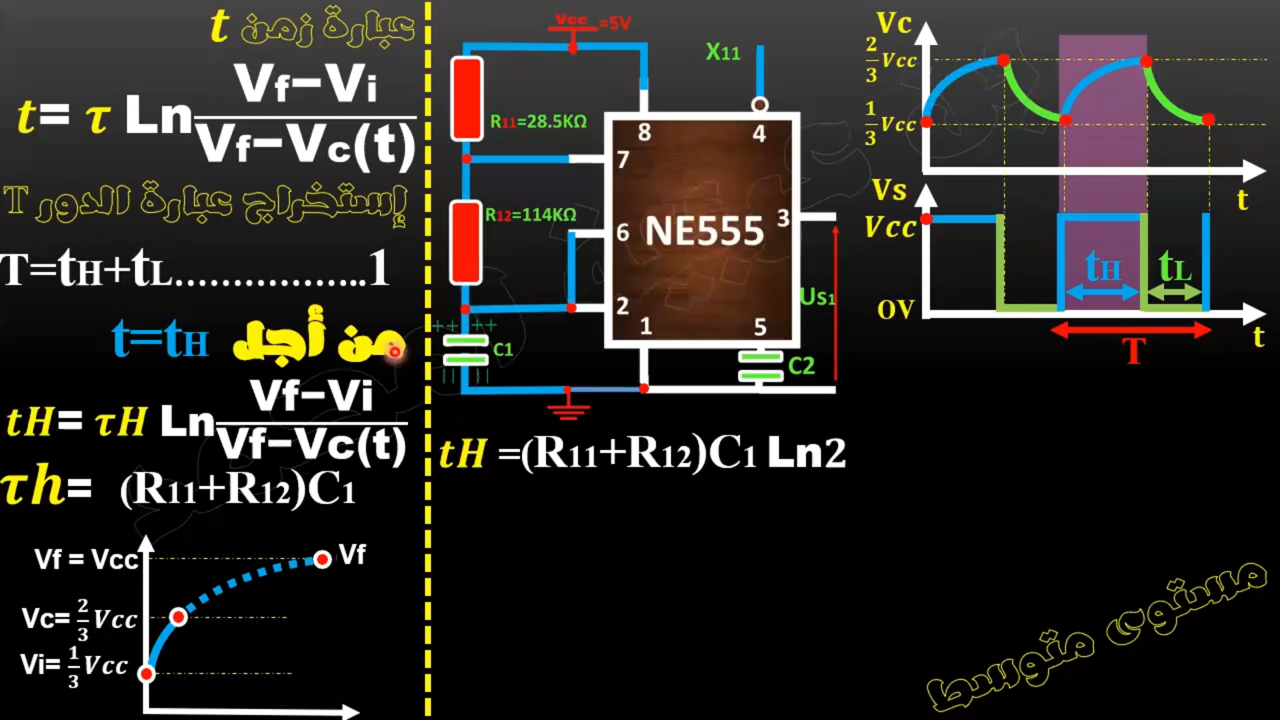 عبارة زمن t
t= τ Ln (Vf−Vi)/(Vf−Vc(t))
إستخراج عبارة الدور T
T=tH+tL..................1
من أجل t=tH
tH= τH Ln (Vf−Vi)/(Vf−Vc(t))
τh= (R11+R12)C1
Vf = Vcc
Vf
Vc= 2/3 Vcc
Vi= 1/3 Vcc
Vcc =5V
X11
R11=28.5KΩ
8
4
7
R12=114KΩ
6
NE555
3
2
US1
1
5
C1
C2
++ ++
tH =(R11+R12)C1 Ln2
Vc
2/3 Vcc
1/3 Vcc
t
Vs
Vcc
tH
tL
0V
t
T
مستوى متوسط